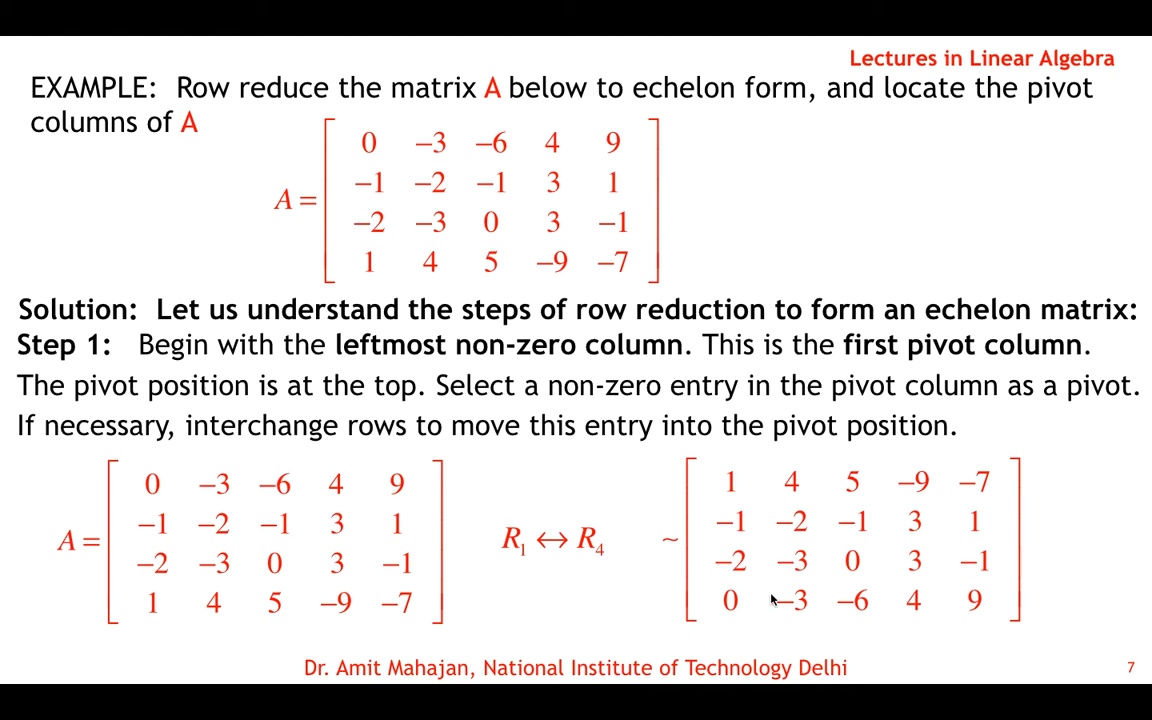 Lectures in Linear Algebra
EXAMPLE: Row reduce the matrix A below to echelon form, and locate the pivot
columns of A
A =
0 –3 –6 4 9
–1 –2 –1 3 1
–2 –3 0 3 –1
1 4 5 –9 –7
Solution: Let us understand the steps of row reduction to form an echelon matrix:
Step 1: Begin with the leftmost non-zero column. This is the first pivot column.
The pivot position is at the top. Select a non-zero entry in the pivot column as a pivot.
If necessary, interchange rows to move this entry into the pivot position.
A =
0 –3 –6 4 9
–1 –2 –1 3 1
–2 –3 0 3 –1
1 4 5 –9 –7
R₁ ↔ R₄
~
1 4 5 –9 –7
–1 –2 –1 3 1
–2 –3 0 3 –1
0 –3 –6 4 9
Dr. Amit Mahajan, National Institute of Technology Delhi
7